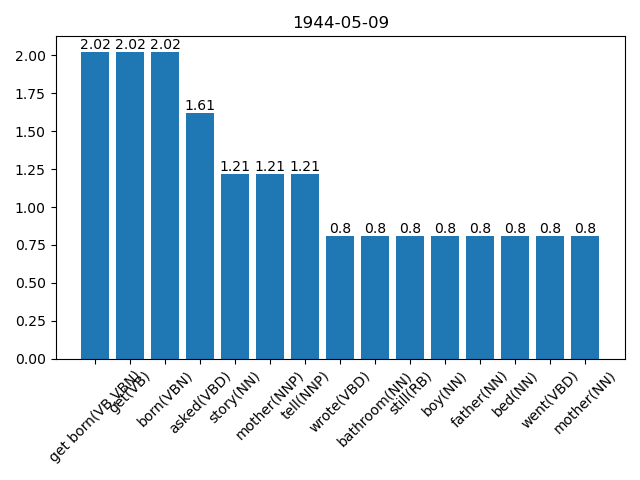 1944-05-09
2.02 2.02 2.02
1.61
1.21 1.21 1.21
0.8 0.8 0.8 0.8 0.8 0.8 0.8 0.8
2.00
1.75
1.50
1.25
1.00
0.75
0.50
0.25
0.00
get born(VB VBN)
get(VB)
born(VBN)
asked(VBD)
story(NN)
mother(NNP)
tell(NNP)
wrote(VBD)
bathroom(NN)
still(RB)
boy(NN)
father(NN)
bed(NN)
went(VBD)
mother(NN)